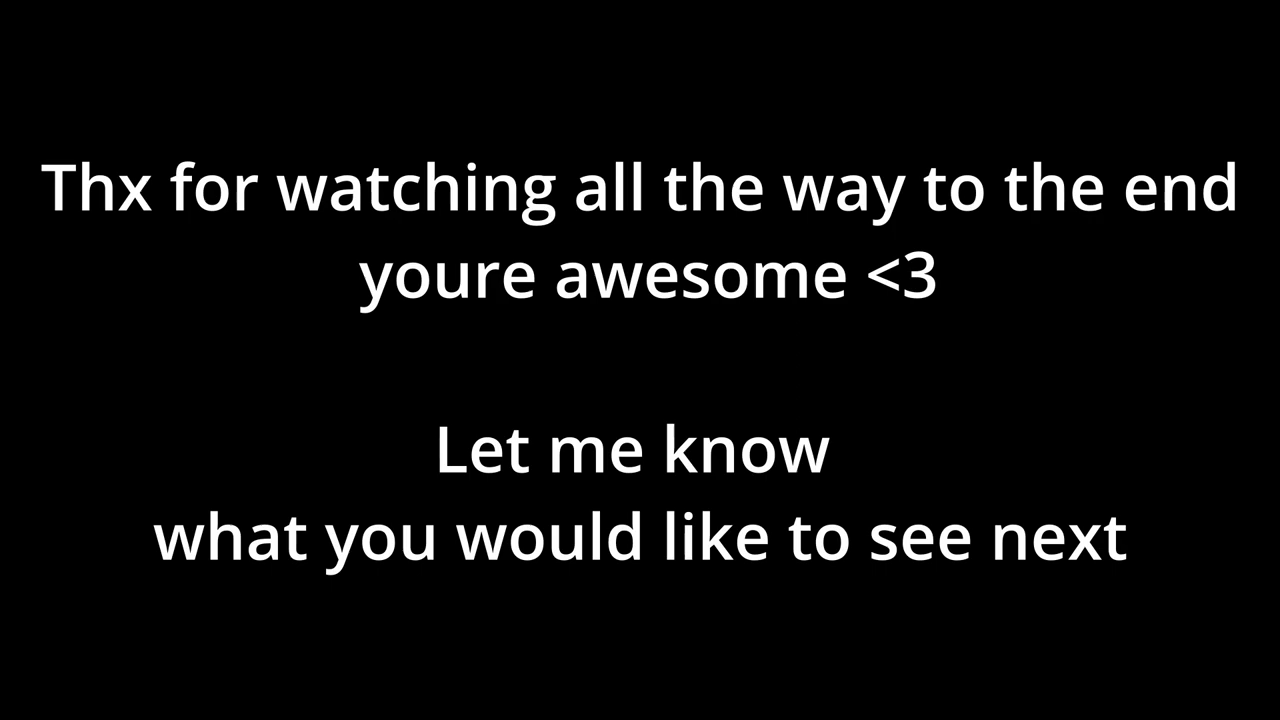 Thx for watching all the way to the end
youre awesome <3
Let me know
what you would like to see next